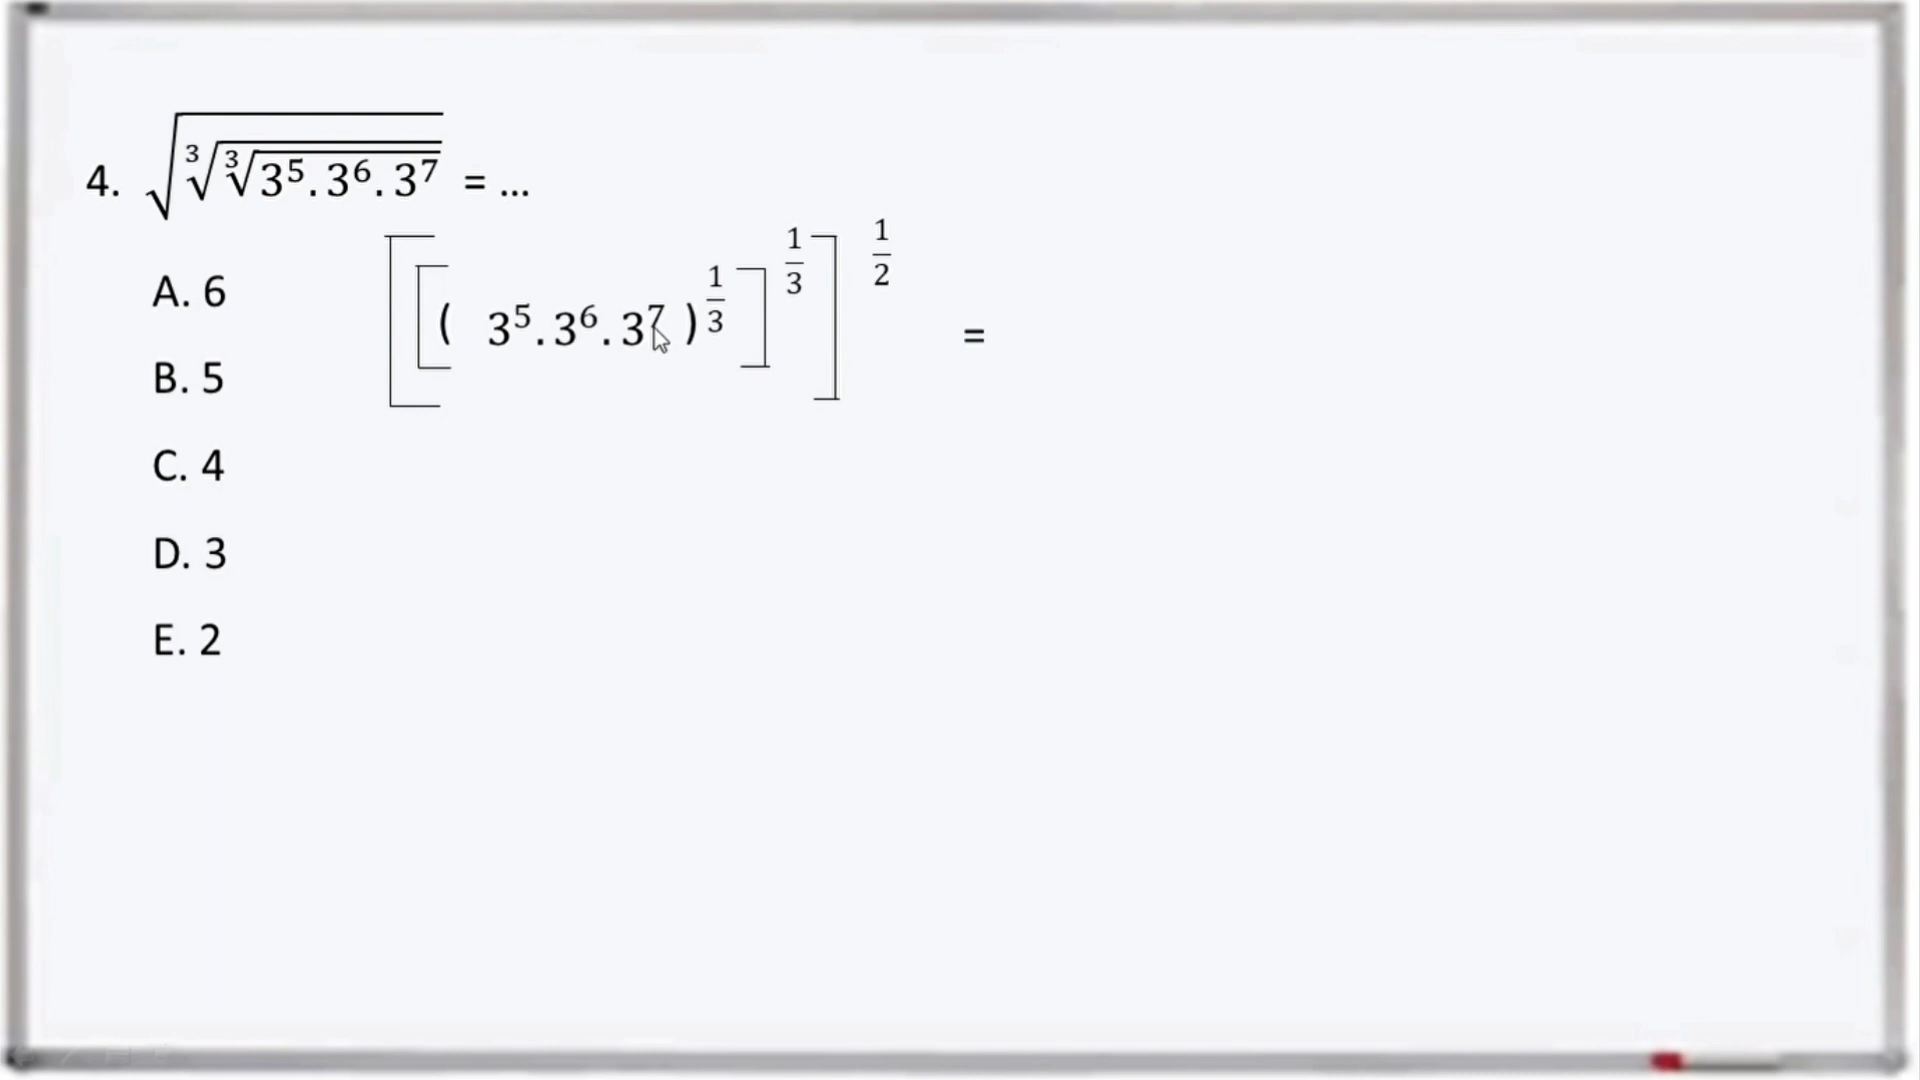 4. √∛∛3⁵.3⁶.3⁷ = ...
[[( 3⁵.3⁶.3⁷ )^1/3]^1/3]^1/2 =
A. 6
B. 5
C. 4
D. 3
E. 2